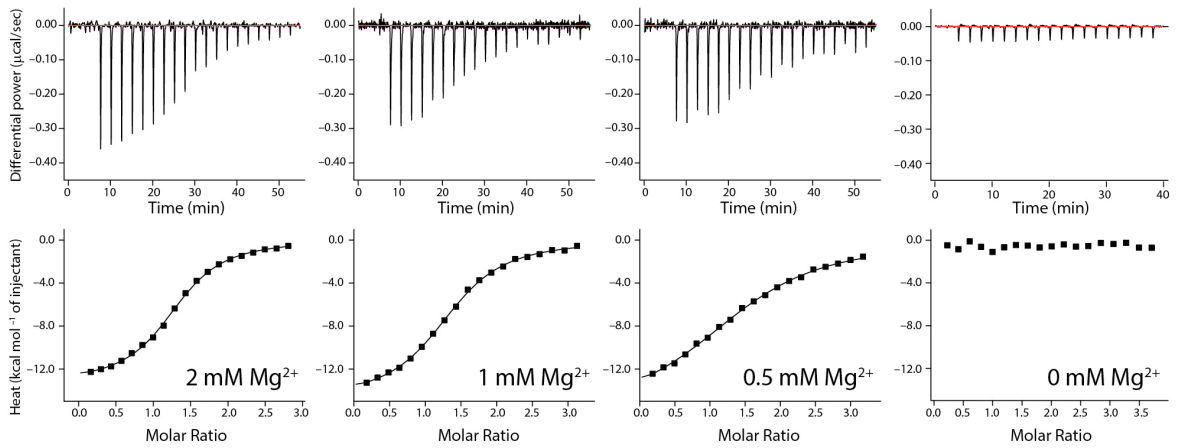 Differential power (µcal/sec)
0.00
−0.10
−0.20
−0.30
−0.40
0 10 20 30 40 50
Time (min)
0.00
−0.10
−0.20
−0.30
−0.40
0 10 20 30 40 50
Time (min)
0.00
−0.10
−0.20
−0.30
−0.40
0 10 20 30 40 50
Time (min)
0.00
−0.10
−0.20
−0.30
−0.40
0 10 20 30 40
Time (min)
Heat (kcal mol⁻¹ of injectant)
0.0
−4.0
−8.0
−12.0
2 mM Mg²⁺
0.0 0.5 1.0 1.5 2.0 2.5 3.0
Molar Ratio
0.0
−4.0
−8.0
−12.0
1 mM Mg²⁺
0.0 0.5 1.0 1.5 2.0 2.5 3.0
Molar Ratio
0.0
−4.0
−8.0
−12.0
0.5 mM Mg²⁺
0.0 0.5 1.0 1.5 2.0 2.5 3.0
Molar Ratio
0.0
−4.0
−8.0
−12.0
0 mM Mg²⁺
0.0 0.5 1.0 1.5 2.0 2.5 3.0 3.5
Molar Ratio